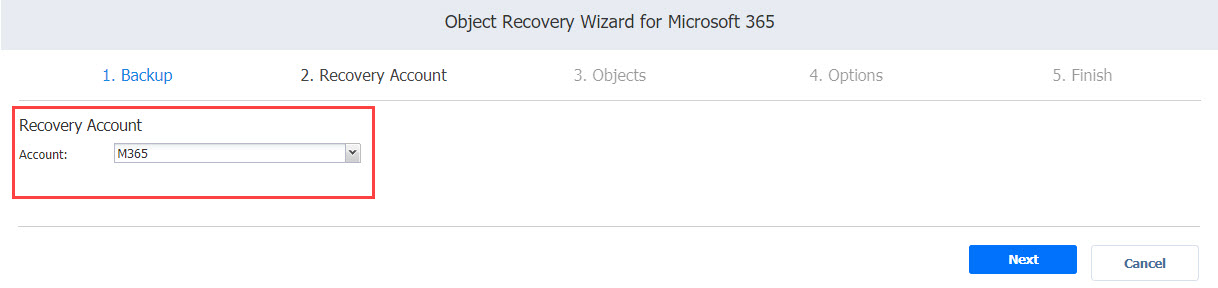 Object Recovery Wizard for Microsoft 365
1. Backup 2. Recovery Account 3. Objects 4. Options 5. Finish
Recovery Account
Account: M365
Next Cancel